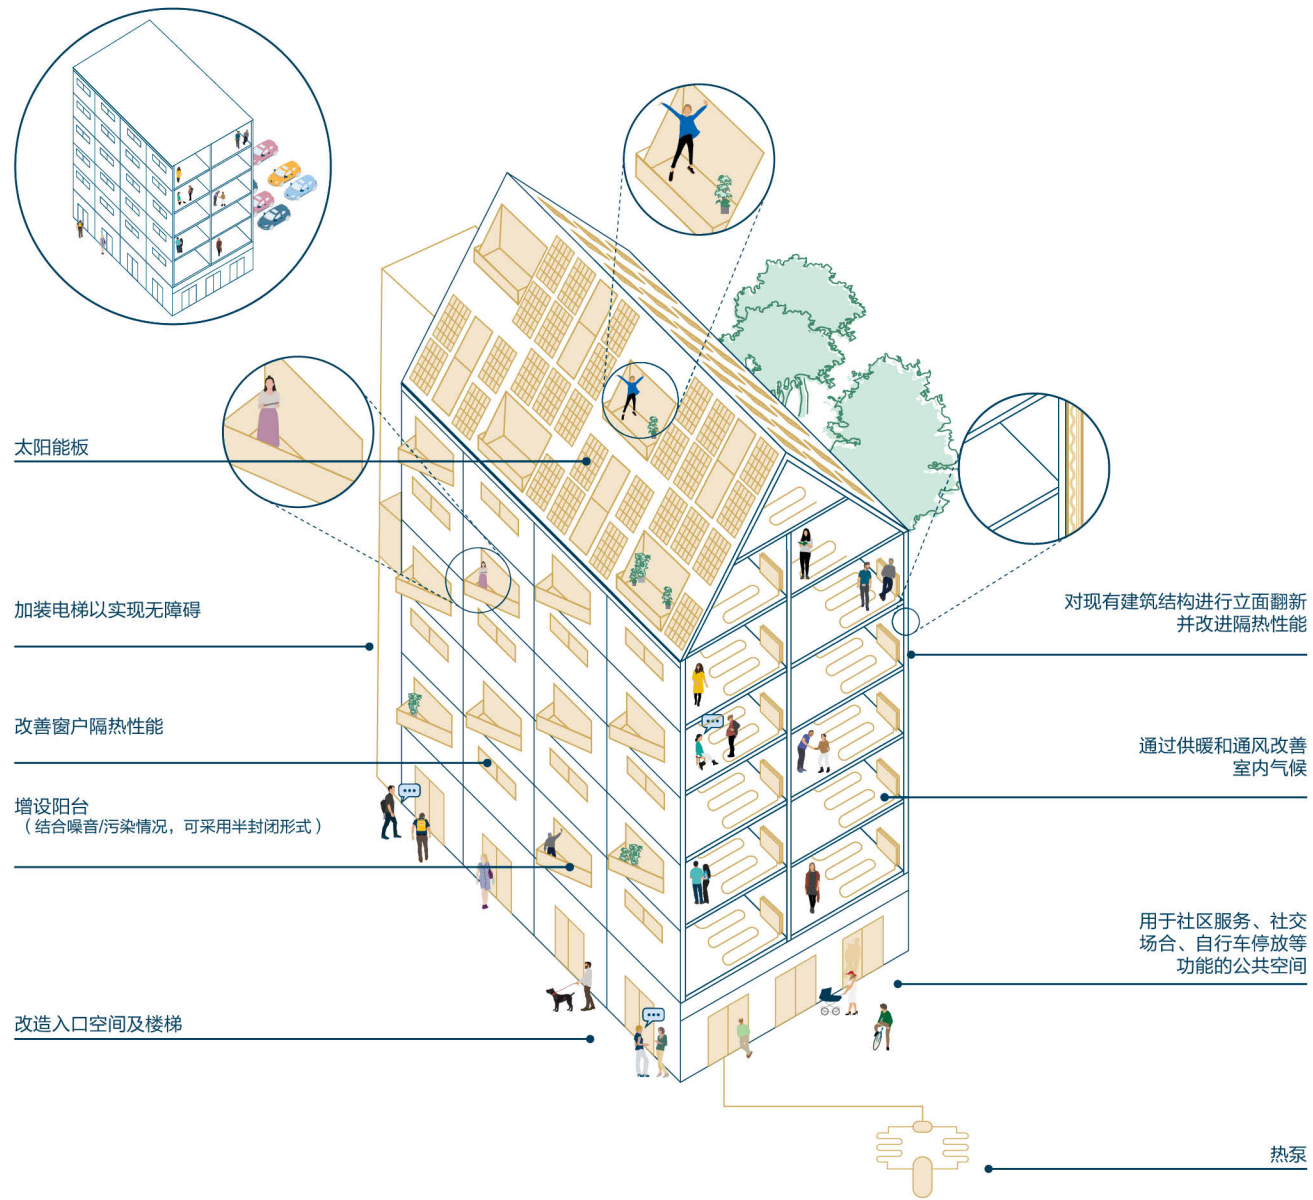 太阳能板
加装电梯以实现无障碍
改善窗户隔热性能
增设阳台
（结合噪音/污染情况，可采用半封闭形式）
改造入口空间及楼梯
对现有建筑结构进行立面翻新
并改进隔热性能
通过供暖和通风改善
室内气候
用于社区服务、社交
场合、自行车停放等
功能的公共空间
热泵